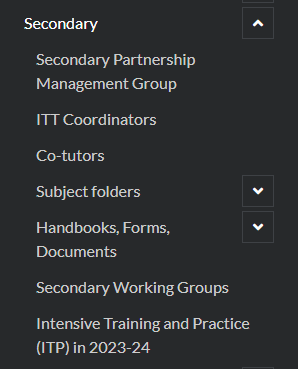 Secondary
Secondary Partnership
Management Group
ITT Coordinators
Co-tutors
Subject folders
Handbooks, Forms,
Documents
Secondary Working Groups
Intensive Training and Practice
(ITP) in 2023-24